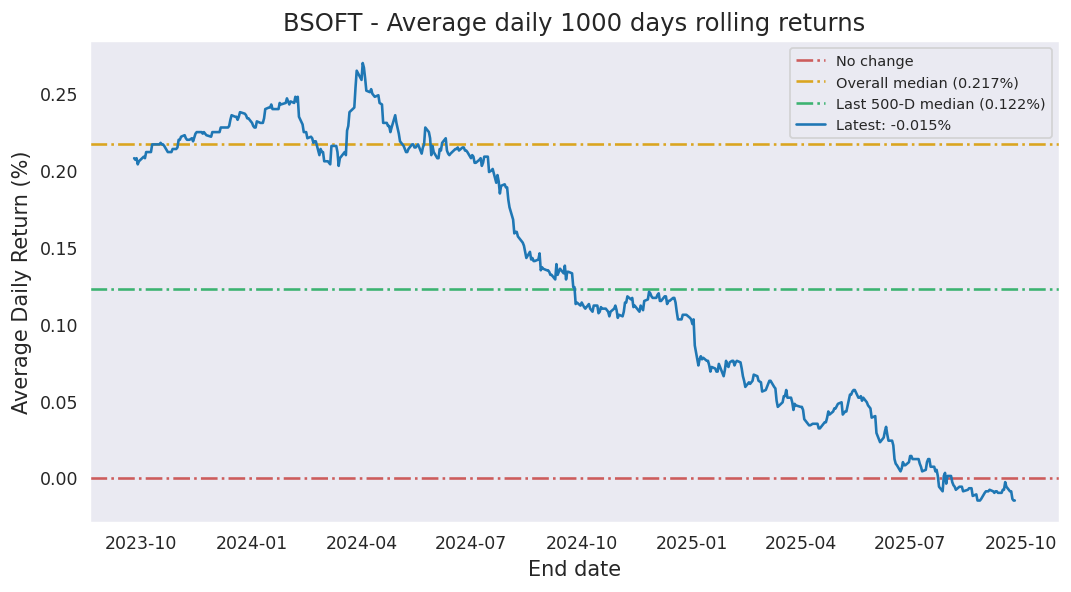 BSOFT - Average daily 1000 days rolling returns
No change
Overall median (0.217%)
Last 500-D median (0.122%)
Latest: -0.015%
Average Daily Return (%)
0.25
0.20
0.15
0.10
0.05
0.00
2023-10 2024-01 2024-04 2024-07 2024-10 2025-01 2025-04 2025-07 2025-10
End date